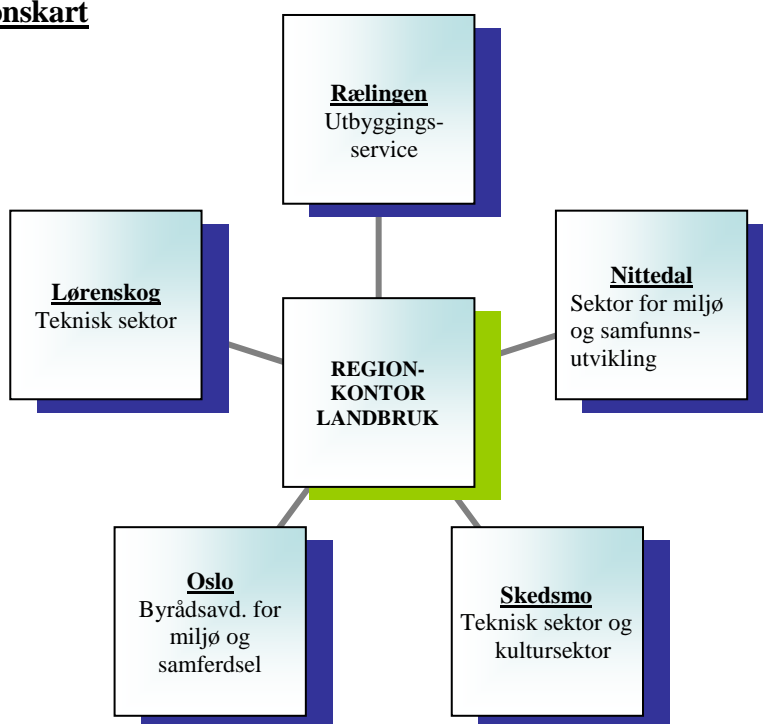 onskart
Rælingen
Utbyggings-
service
Lørenskog
Teknisk sektor
Nittedal
Sektor for miljø
og samfunns-
utvikling
REGION-
KONTOR
LANDBRUK
Oslo
Byrådsavd. for
miljø og
samferdsel
Skedsmo
Teknisk sektor og
kultursektor